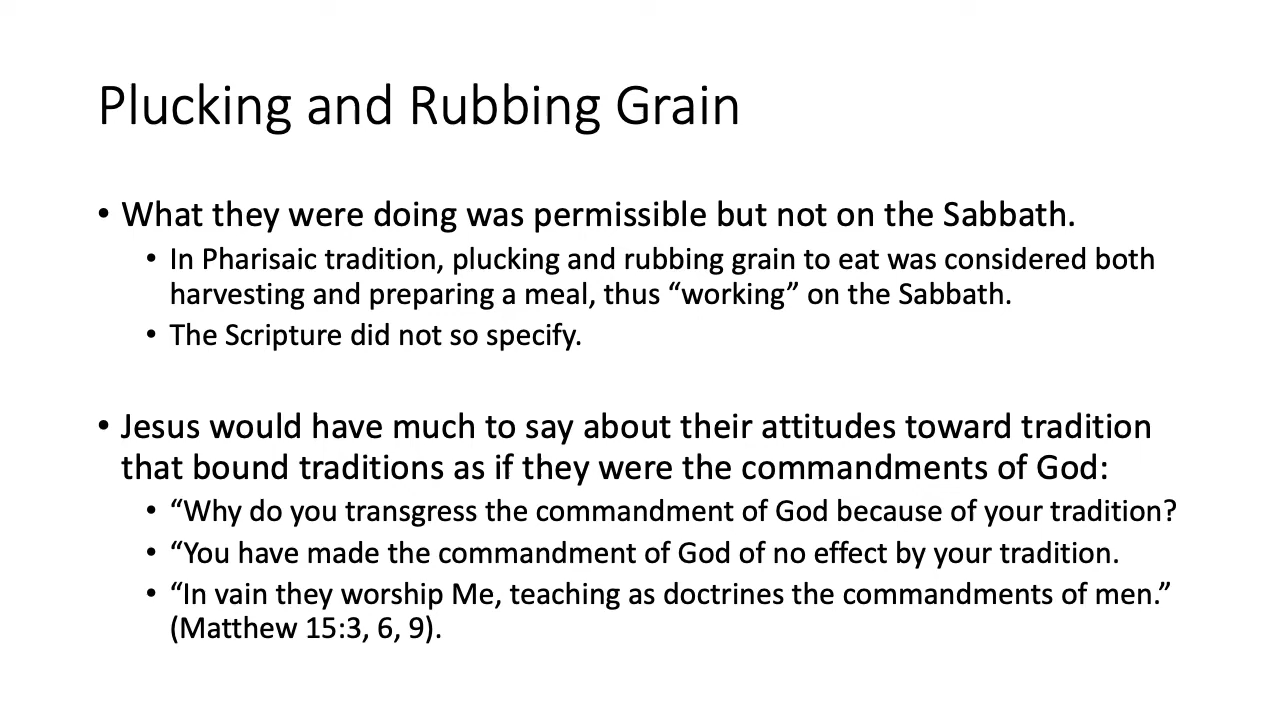 Plucking and Rubbing Grain
• What they were doing was permissible but not on the Sabbath.
• In Pharisaic tradition, plucking and rubbing grain to eat was considered both
harvesting and preparing a meal, thus “working” on the Sabbath.
• The Scripture did not so specify.
• Jesus would have much to say about their attitudes toward tradition
that bound traditions as if they were the commandments of God:
• “Why do you transgress the commandment of God because of your tradition?
• “You have made the commandment of God of no effect by your tradition.
• “In vain they worship Me, teaching as doctrines the commandments of men.”
(Matthew 15:3, 6, 9).